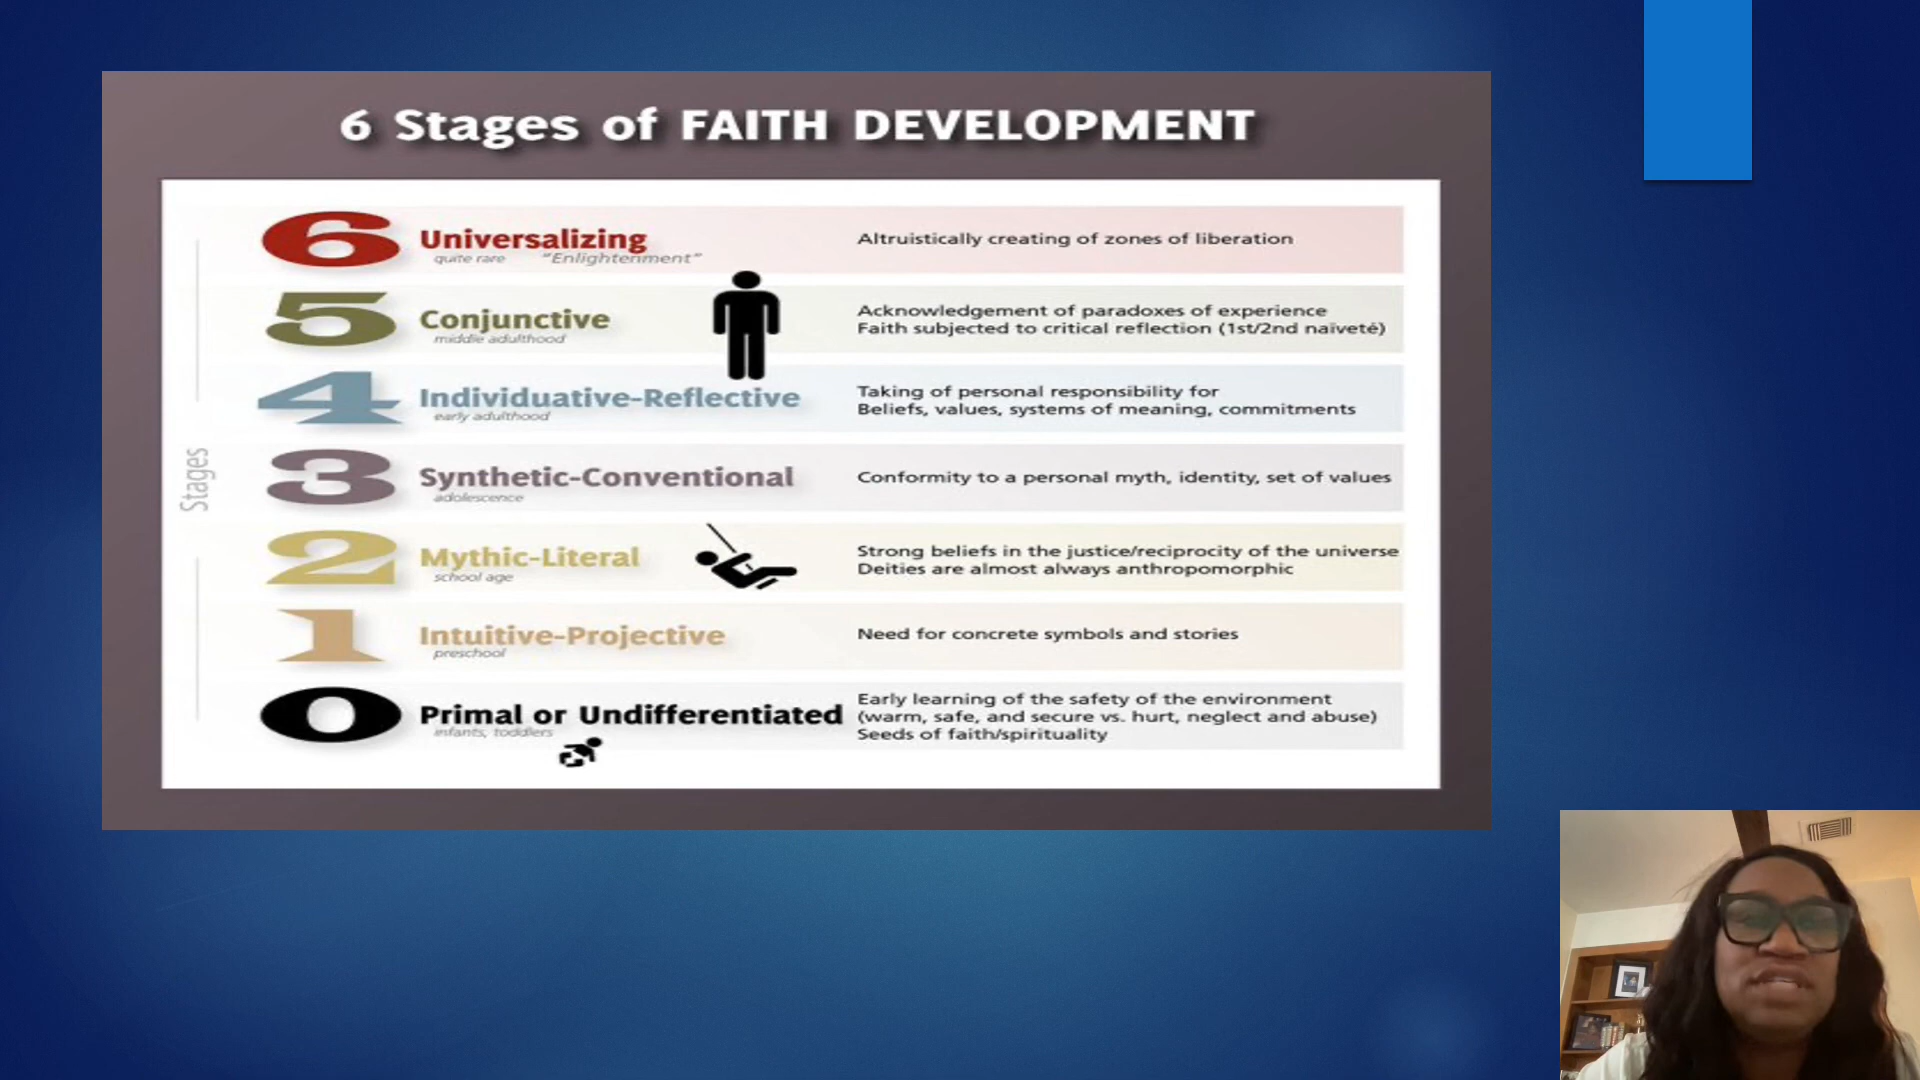 6 Stages of FAITH DEVELOPMENT
6
Universalizing
quite rare "Enlightenment"
Altruistically creating of zones of liberation
5
Conjunctive
middle adulthood
Acknowledgement of paradoxes of experience
Faith subjected to critical reflection (1st/2nd naïveté)
4
Individuative-Reflective
early adulthood
Taking of personal responsibility for
Beliefs, values, systems of meaning, commitments
Stages
3
Synthetic-Conventional
adolescence
Conformity to a personal myth, identity, set of values
2
Mythic-Literal
school age
Strong beliefs in the justice/reciprocity of the universe
Deities are almost always anthropomorphic
1
Intuitive-Projective
preschool
Need for concrete symbols and stories
0
Primal or Undifferentiated
infants, toddlers
Early learning of the safety of the environment
(warm, safe, and secure vs. hurt, neglect and abuse)
Seeds of faith/spirituality